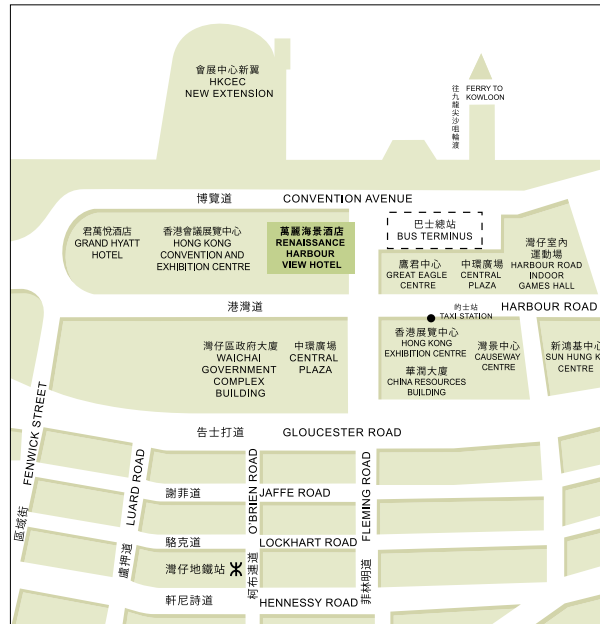 會展中心新翼
HKCEC
NEW EXTENSION
往九龍尖沙咀輪渡
FERRY TO
KOWLOON
博覽道 CONVENTION AVENUE
君萬悅酒店
GRAND HYATT
HOTEL
香港會議展覽中心
HONG KONG
CONVENTION AND
EXHIBITION CENTRE
萬麗海景酒店
RENAISSANCE
HARBOUR
VIEW HOTEL
巴士總站
BUS TERMINUS
鷹君中心
GREAT EAGLE
CENTRE
中環廣場
CENTRAL
PLAZA
灣仔室內
運動場
HARBOUR ROAD
INDOOR
GAMES HALL
港灣道
HARBOUR ROAD
的士站
TAXI STATION
灣仔區政府大廈
WAICHAI
GOVERNMENT
COMPLEX
BUILDING
中環廣場
CENTRAL
PLAZA
香港展覽中心
HONG KONG
EXHIBITION CENTRE
華潤大廈
CHINA RESOURCES
BUILDING
灣景中心
CAUSEWAY
CENTRE
新鴻基中心
SUN HUNG K
CENTRE
告士打道 GLOUCESTER ROAD
區域街 FENWICK STREET
盧押道 LUARD ROAD
柯布連道 O'BRIEN ROAD
菲林明道 FLEMING ROAD
謝菲道 JAFFE ROAD
駱克道 LOCKHART ROAD
灣仔地鐵站
軒尼詩道 HENNESSY ROAD